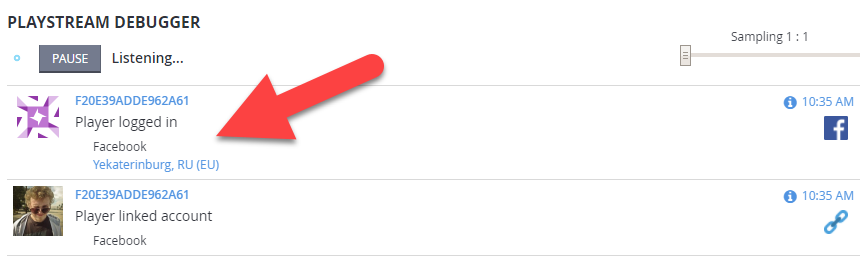 PLAYSTREAM DEBUGGER
Sampling 1 : 1
PAUSE Listening...
F20E39ADDE962A61 10:35 AM
Player logged in
Facebook
Yekaterinburg, RU (EU)
F20E39ADDE962A61 10:35 AM
Player linked account
Facebook